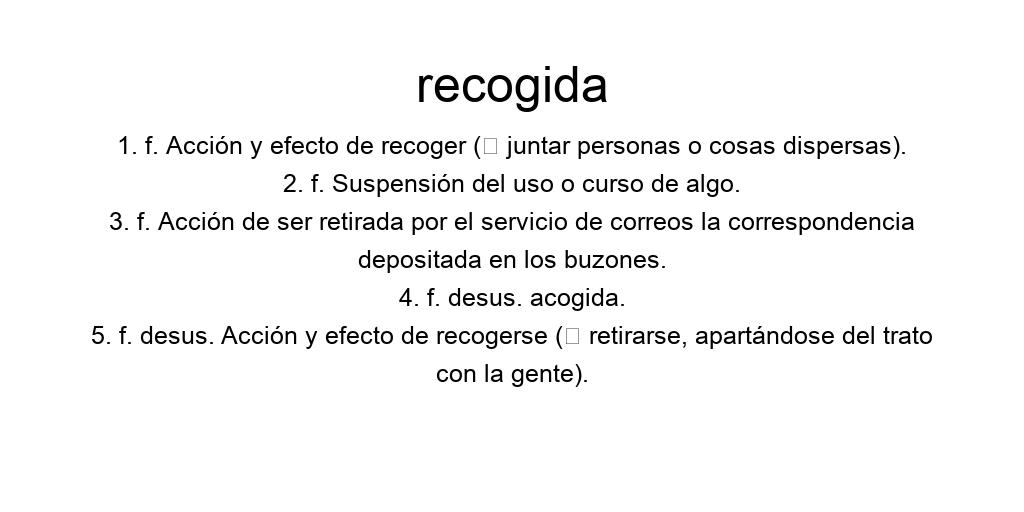 recogida
1. f. Acción y efecto de recoger (▯ juntar personas o cosas dispersas).
2. f. Suspensión del uso o curso de algo.
3. f. Acción de ser retirada por el servicio de correos la correspondencia
depositada en los buzones.
4. f. desus. acogida.
5. f. desus. Acción y efecto de recogerse (▯ retirarse, apartándose del trato
con la gente).